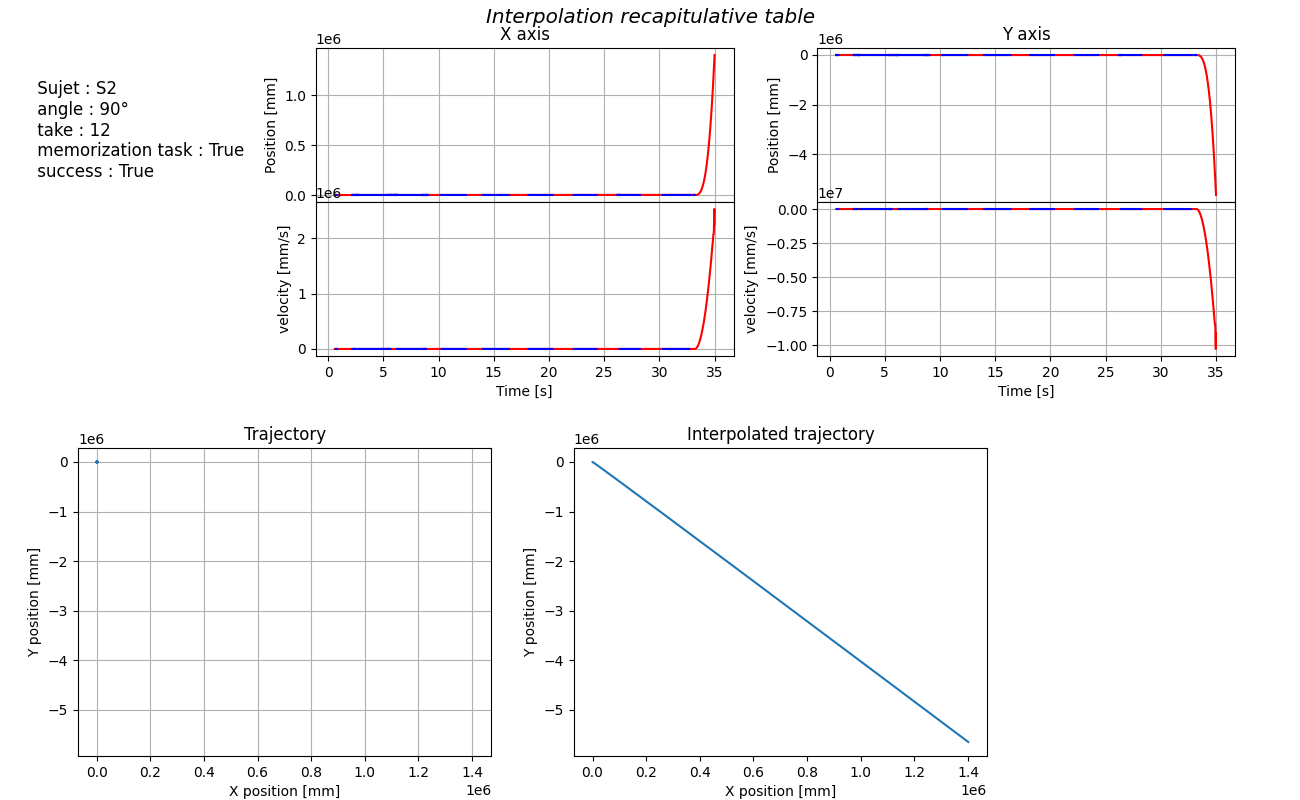 Interpolation recapitulative table
Sujet : S2
angle : 90°
take : 12
memorization task : True
success : True
X axis
1e6
Position [mm]
1.0
0.5
0.0
1e6
velocity [mm/s]
2
1
0
0 5 10 15 20 25 30 35
Time [s]
Y axis
1e6
Position [mm]
0
−2
−4
1e7
velocity [mm/s]
0.00
−0.25
−0.50
−0.75
−1.00
0 5 10 15 20 25 30 35
Time [s]
Trajectory
1e6
Y position [mm]
0
−1
−2
−3
−4
−5
0.0 0.2 0.4 0.6 0.8 1.0 1.2 1.4
X position [mm]
1e6
Interpolated trajectory
1e6
Y position [mm]
0
−1
−2
−3
−4
−5
0.0 0.2 0.4 0.6 0.8 1.0 1.2 1.4
X position [mm]
1e6